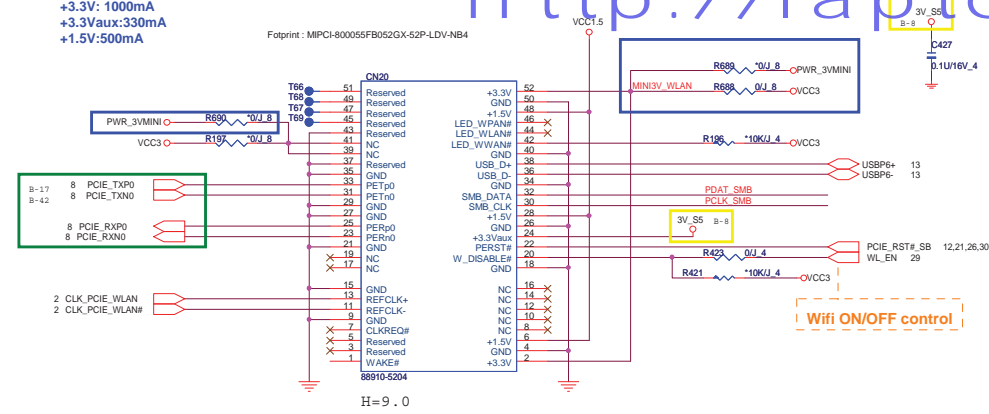 +3.3V: 1000mA
+3.3Vaux:330mA
+1.5V:500mA
http://lapto
Fotprint : MIPCI-800055FB052GX-52P-LDV-NB4
VCC1.5
3V_S5
B-8
C427
0.1U/16V_4
CN20
T66
T68
T67
T69
51 Reserved
49 Reserved
47 Reserved
45 Reserved
43 Reserved
41 NC
39 NC
37 Reserved
35 GND
33 PETp0
31 PETn0
29 GND
27 GND
25 PERp0
23 PERn0
21 GND
19 NC
17 NC
15 GND
13 REFCLK+
11 REFCLK-
9 GND
7 CLKREQ#
5 Reserved
3 Reserved
1 WAKE#
+3.3V 52
GND 50
+1.5V 48
LED_WPAN# 46
LED_WLAN# 44
LED_WWAN# 42
GND 40
USB_D+ 38
USB_D- 36
GND 34
SMB_DATA 32
SMB_CLK 30
+1.5V 28
GND 26
+3.3Vaux 24
PERST# 22
W_DISABLE# 20
GND 18
NC 16
NC 14
NC 12
NC 10
NC 8
+1.5V 6
GND 4
+3.3V 2
88910-5204
H=9.0
PWR_3VMINI R690 *0/J_8
VCC3 R197 *0/J_8
B-17
B-42
8 PCIE_TXP0
8 PCIE_TXN0
8 PCIE_RXP0
8 PCIE_RXN0
2 CLK_PCIE_WLAN
2 CLK_PCIE_WLAN#
R689 *0/J_8 PWR_3VMINI
MINI3V_WLAN R688 0/J_8 VCC3
R196 *10K/J_4 VCC3
USBP6+ 13
USBP6- 13
PDAT_SMB
PCLK_SMB
3V_S5 B-8
PCIE_RST#_SB 12,21,26,30
R423 0/J_4 WL_EN 29
R421 *10K/J_4 VCC3
Wifi ON/OFF control